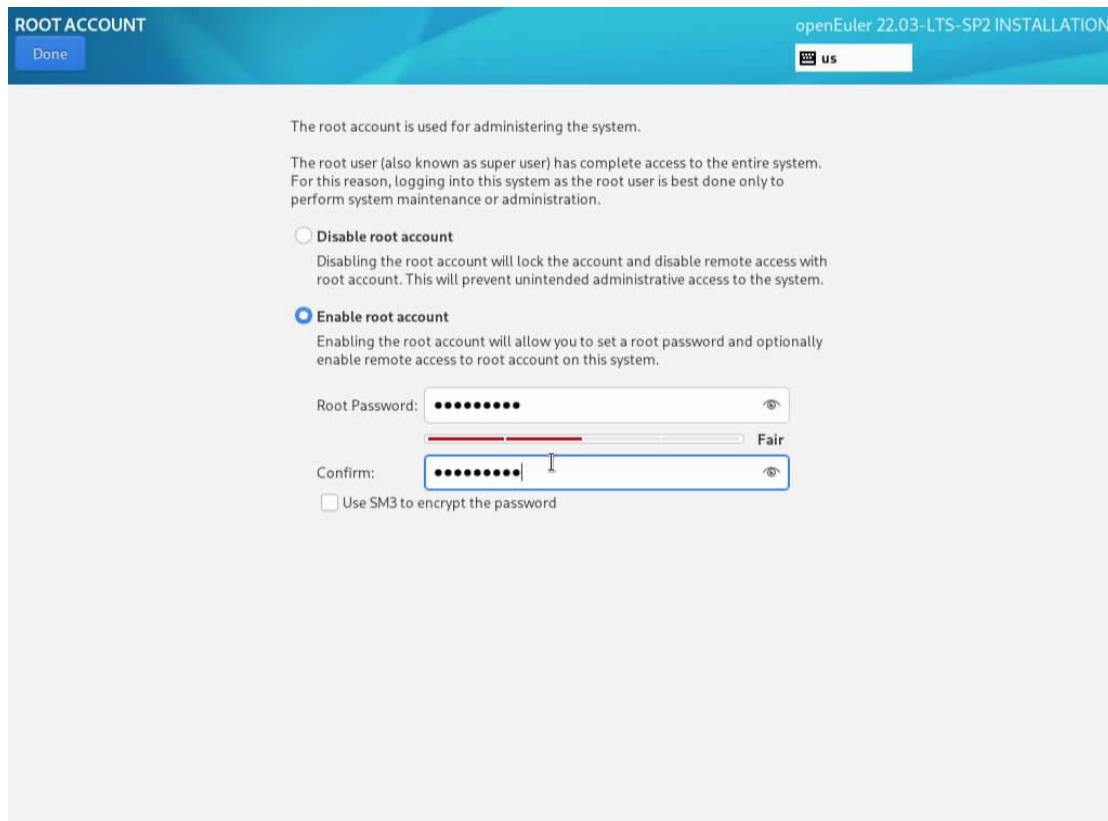 ROOT ACCOUNT
openEuler 22.03-LTS-SP2 INSTALLATION
Done
us
The root account is used for administering the system.
The root user (also known as super user) has complete access to the entire system.
For this reason, logging into this system as the root user is best done only to
perform system maintenance or administration.
Disable root account
Disabling the root account will lock the account and disable remote access with
root account. This will prevent unintended administrative access to the system.
Enable root account
Enabling the root account will allow you to set a root password and optionally
enable remote access to root account on this system.
Root Password:
Fair
Confirm:
Use SM3 to encrypt the password